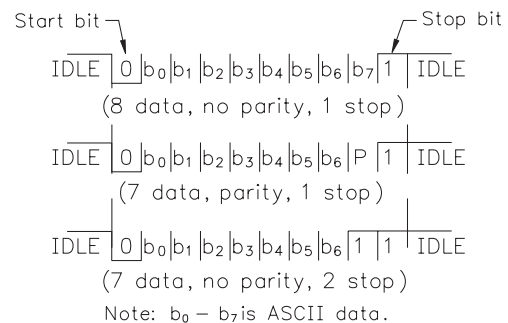 Start bit Stop bit
IDLE 0 b₀ b₁ b₂ b₃ b₄ b₅ b₆ b₇ 1 IDLE
(8 data, no parity, 1 stop)
IDLE 0 b₀ b₁ b₂ b₃ b₄ b₅ b₆ P 1 IDLE
(7 data, parity, 1 stop)
IDLE 0 b₀ b₁ b₂ b₃ b₄ b₅ b₆ 1 1 IDLE
(7 data, no parity, 2 stop)
Note: b₀ – b₇ is ASCII data.